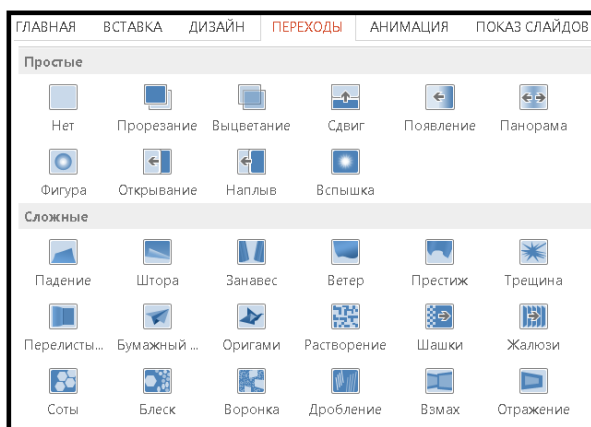 ГЛАВНАЯ ВСТАВКА ДИЗАЙН ПЕРЕХОДЫ АНИМАЦИЯ ПОКАЗ СЛАЙДОВ
Простые
Нет Прорезание Выцветание Сдвиг Появление Панорама
Фигура Открывание Наплыв Вспышка
Сложные
Падение Штора Занавес Ветер Престиж Трещина
Перелисты... Бумажный ... Оригами Растворение Шашки Жалюзи
Соты Блеск Воронка Дробление Взмах Отражение